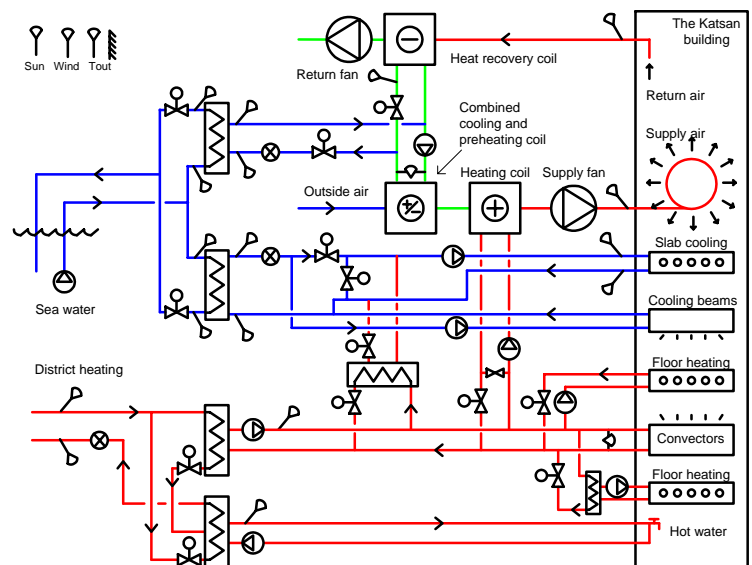 The Katsan
building
Sun
Wind
Tout
Return fan
Heat recovery coil
Return air
Combined
cooling and
preheating coil
Supply air
Outside air
Heating coil
Supply fan
+/-
Slab cooling
Sea water
Cooling beams
District heating
Floor heating
Convectors
Floor heating
Hot water